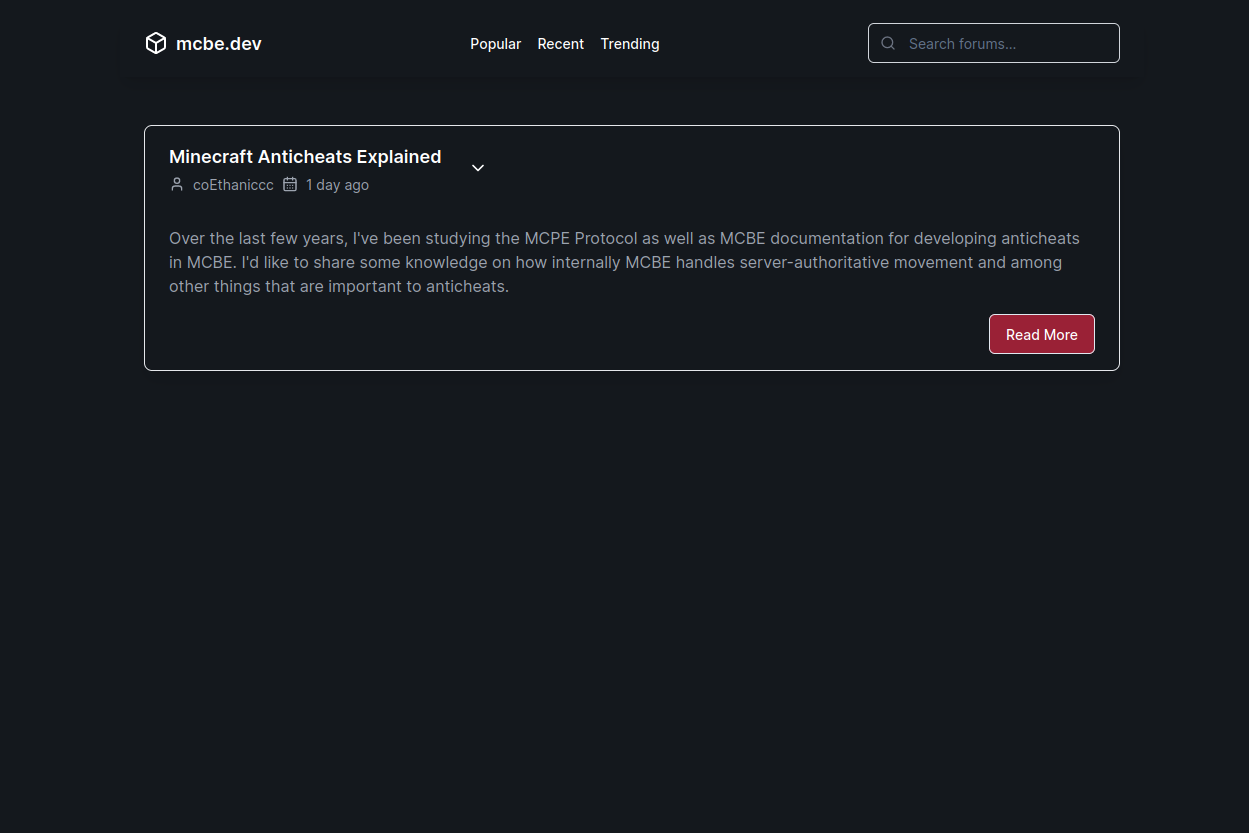 mcbe.dev
Popular Recent Trending
Search forums...
Minecraft Anticheats Explained
coEthaniccc 1 day ago
Over the last few years, I've been studying the MCPE Protocol as well as MCBE documentation for developing anticheats
in MCBE. I'd like to share some knowledge on how internally MCBE handles server-authoritative movement and among
other things that are important to anticheats.
Read More